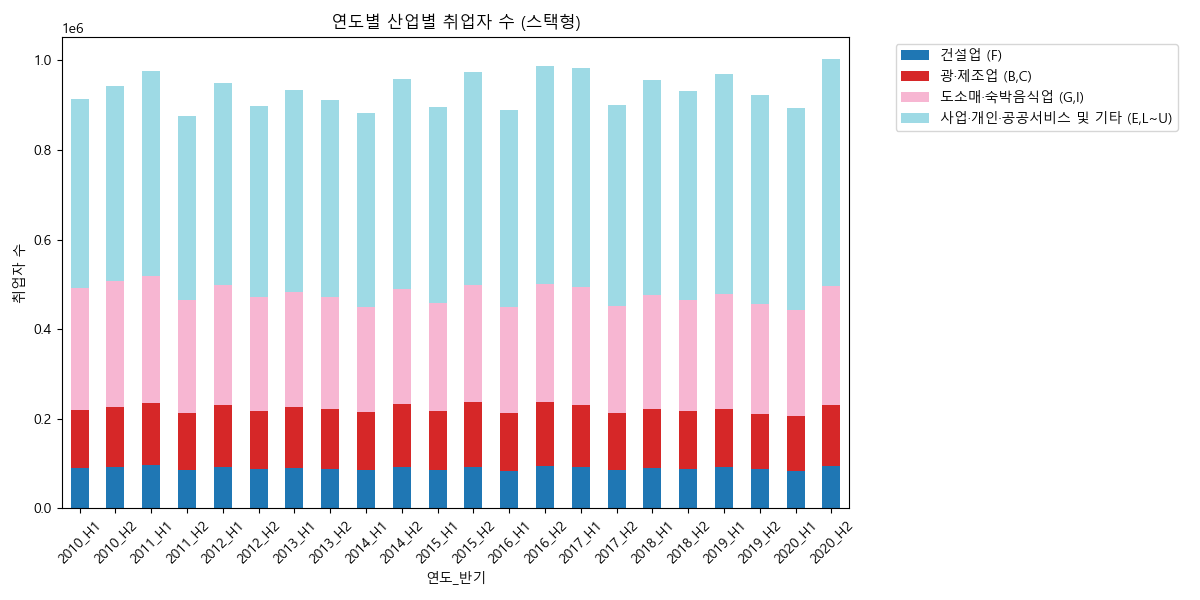 연도별 산업별 취업자 수 (스택형)
1e6
건설업 (F)
광·제조업 (B,C)
도소매·숙박음식업 (G,I)
사업·개인·공공서비스 및 기타 (E,L~U)
취업자 수
1.0
0.8
0.6
0.4
0.2
0.0
2010_H1
2010_H2
2011_H1
2011_H2
2012_H1
2012_H2
2013_H1
2013_H2
2014_H1
2014_H2
2015_H1
2015_H2
2016_H1
2016_H2
2017_H1
2017_H2
2018_H1
2018_H2
2019_H1
2019_H2
2020_H1
2020_H2
연도_반기